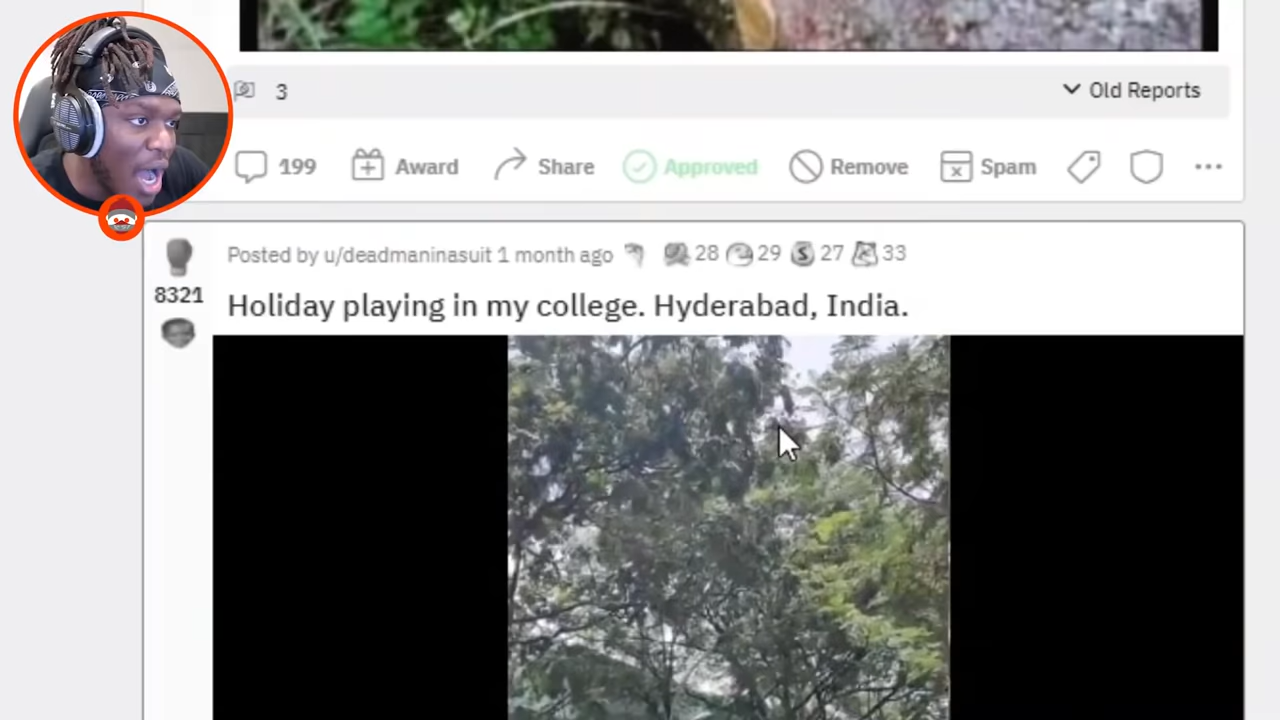 3
Old Reports
199 Award Share Approved Remove Spam
Posted by u/deadmaninasuit 1 month ago 28 29 S 27 33
8321
Holiday playing in my college. Hyderabad, India.